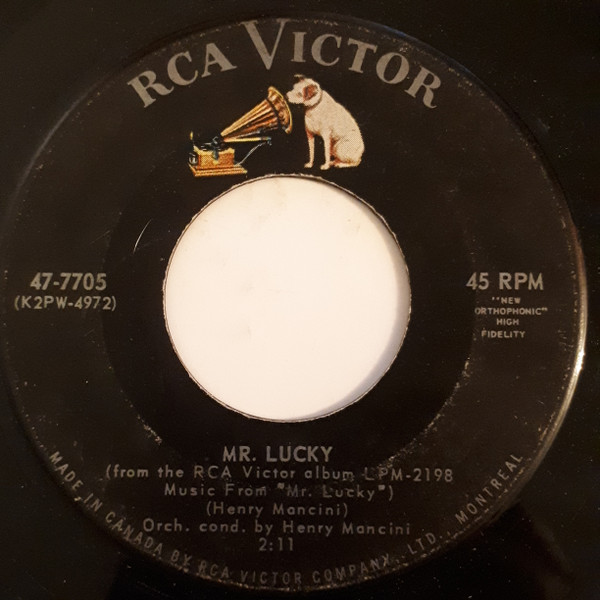 RCA VICTOR
47-7705
(K2PW-4972)
45 RPM
"NEW
ORTHOPHONIC"
HIGH
FIDELITY
MR. LUCKY
(from the RCA Victor album LPM-2198
Music From "Mr. Lucky")
(Henry Mancini)
Orch. cond. by Henry Mancini
2:11
MADE IN CANADA BY RCA VICTOR COMPANY, LTD., MONTREAL